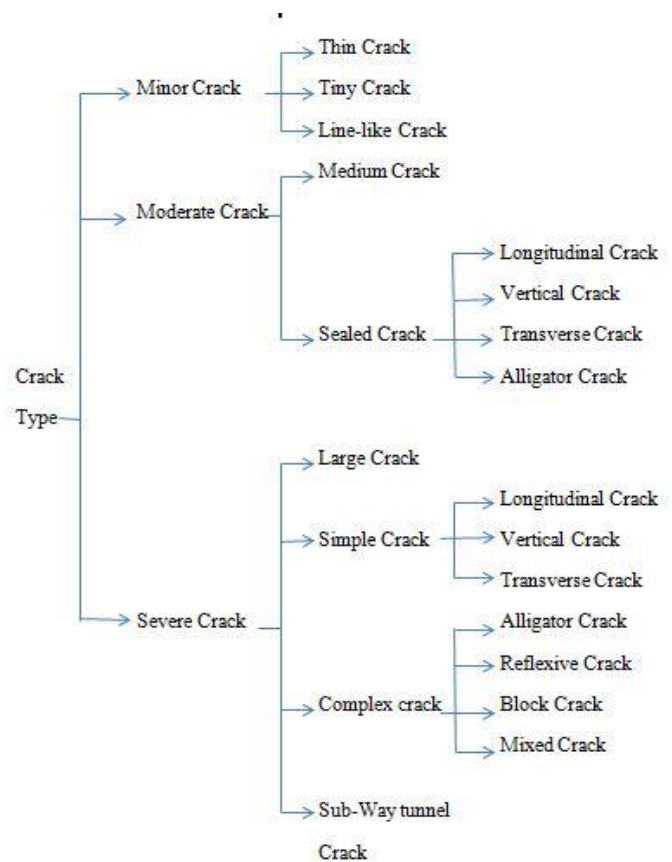 Thin Crack
Minor Crack
Tiny Crack
Line-like Crack
Medium Crack
Moderate Crack
Longitudinal Crack
Vertical Crack
Sealed Crack
Transverse Crack
Alligator Crack
Crack
Type
Large Crack
Longitudinal Crack
Simple Crack
Vertical Crack
Transverse Crack
Severe Crack
Alligator Crack
Reflexive Crack
Complex crack
Block Crack
Mixed Crack
Sub-Way tunnel
Crack